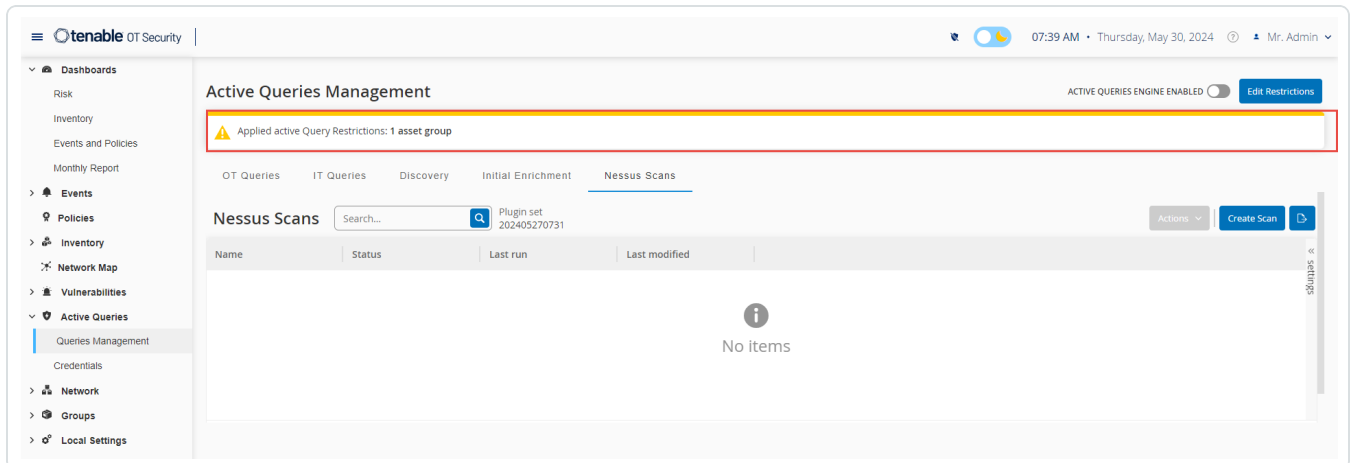 tenable OT Security
07:39 AM • Thursday, May 30, 2024 ? Mr. Admin
Dashboards
Risk
Inventory
Events and Policies
Monthly Report
Events
Policies
Inventory
Network Map
Vulnerabilities
Active Queries
Queries Management
Credentials
Network
Groups
Local Settings
Active Queries Management
ACTIVE QUERIES ENGINE ENABLED
Edit Restrictions
Applied active Query Restrictions: 1 asset group
OT Queries IT Queries Discovery Initial Enrichment Nessus Scans
Nessus Scans
Search...
Plugin set
202405270731
Actions
Create Scan
Name Status Last run Last modified
« settings
No items